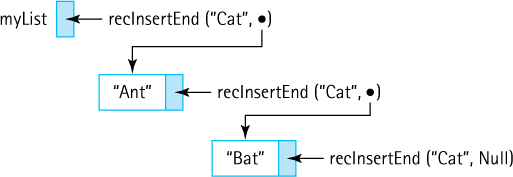 myList recInsertEnd ("Cat", •)
"Ant" recInsertEnd ("Cat", •)
"Bat" recInsertEnd ("Cat", Null)